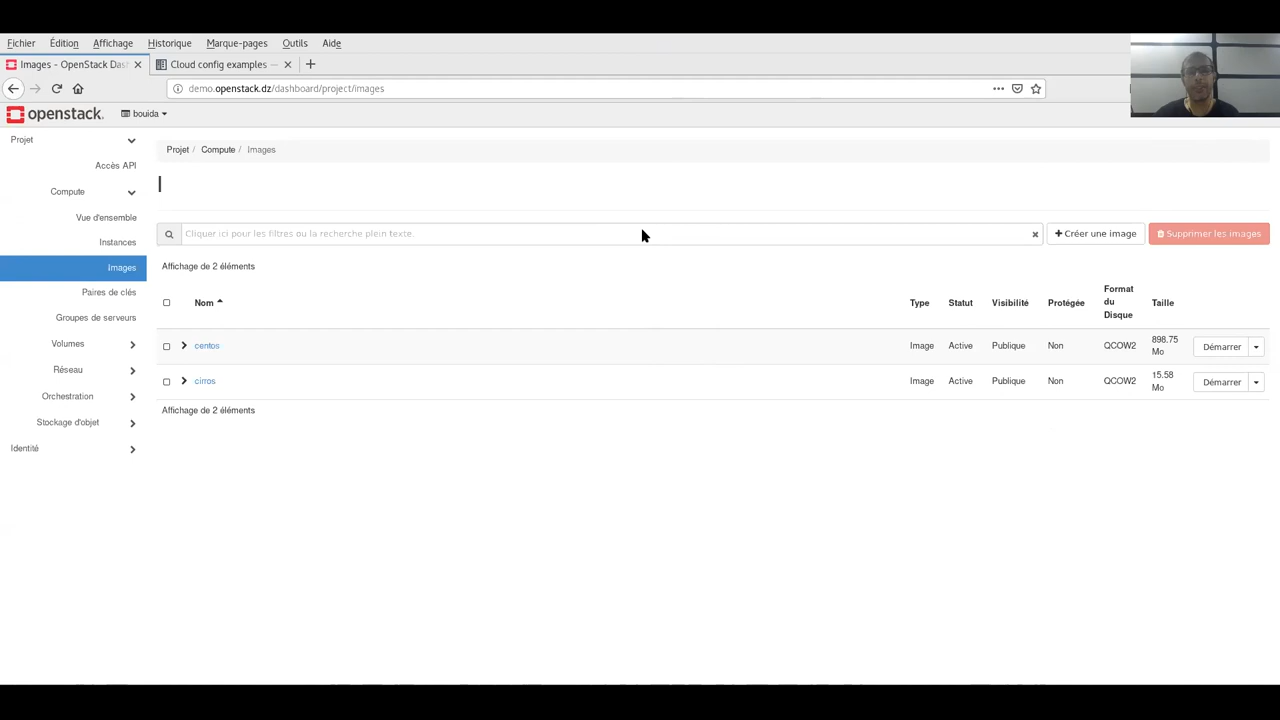 Fichier Édition Affichage Historique Marque-pages Outils Aide
Images - OpenStack Das Cloud config examples —
demo.openstack.dz/dashboard/project/images
openstack. bouida
Projet
Accès API
Compute
Vue d'ensemble
Instances
Images
Paires de clés
Groupes de serveurs
Volumes
Réseau
Orchestration
Stockage d'objet
Identité
Projet / Compute / Images
I
Cliquer ici pour les filtres ou la recherche plein texte.
Créer une image
Supprimer les images
Affichage de 2 éléments
Nom Type Statut Visibilité Protégée Format du Disque Taille
centos Image Active Publique Non QCOW2 898.75 Mo Démarrer
cirros Image Active Publique Non QCOW2 15.58 Mo Démarrer
Affichage de 2 éléments